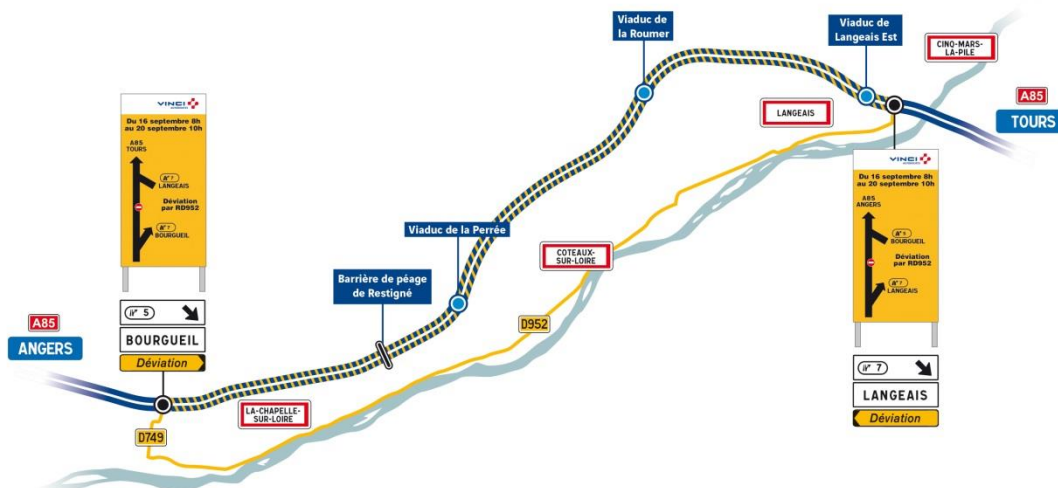 Viaduc de
la Roumer
Viaduc de
Langeais Est
CINQ-MARS-
LA-PILE
A85
TOURS
LANGEAIS
VINCI
Du 16 septembre 8h
au 20 septembre 10h
A85
TOURS
N° 7
LANGEAIS
Déviation
par RD952
N° 7
BOURGUEIL
N° 5
BOURGUEIL
Déviation
A85
ANGERS
Viaduc de la Perrée
Barrière de péage
de Restigné
COTEAUX-
SUR-LOIRE
D952
LA-CHAPELLE-
SUR-LOIRE
D749
VINCI
Du 16 septembre 8h
au 20 septembre 10h
A85
ANGERS
BOURGUEIL
Déviation
par RD952
N° 7
LANGEAIS
N° 7
LANGEAIS
Déviation